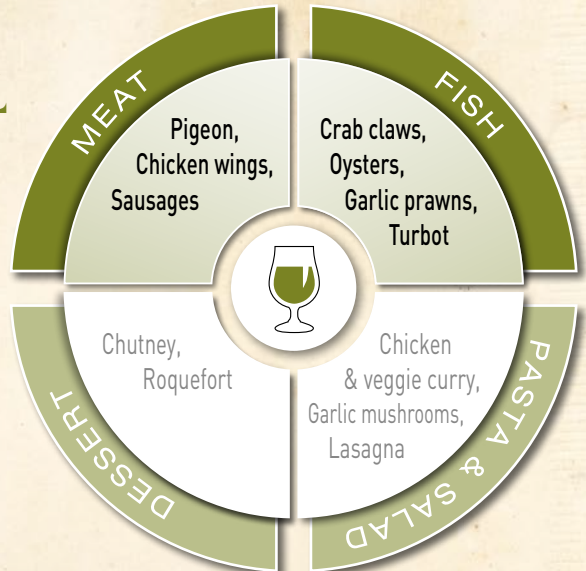 MEAT
Pigeon,
Chicken wings,
Sausages
FISH
Crab claws,
Oysters,
Garlic prawns,
Turbot
DESSERT
Chutney,
Roquefort
PASTA & SALAD
Chicken
& veggie curry,
Garlic mushrooms,
Lasagna